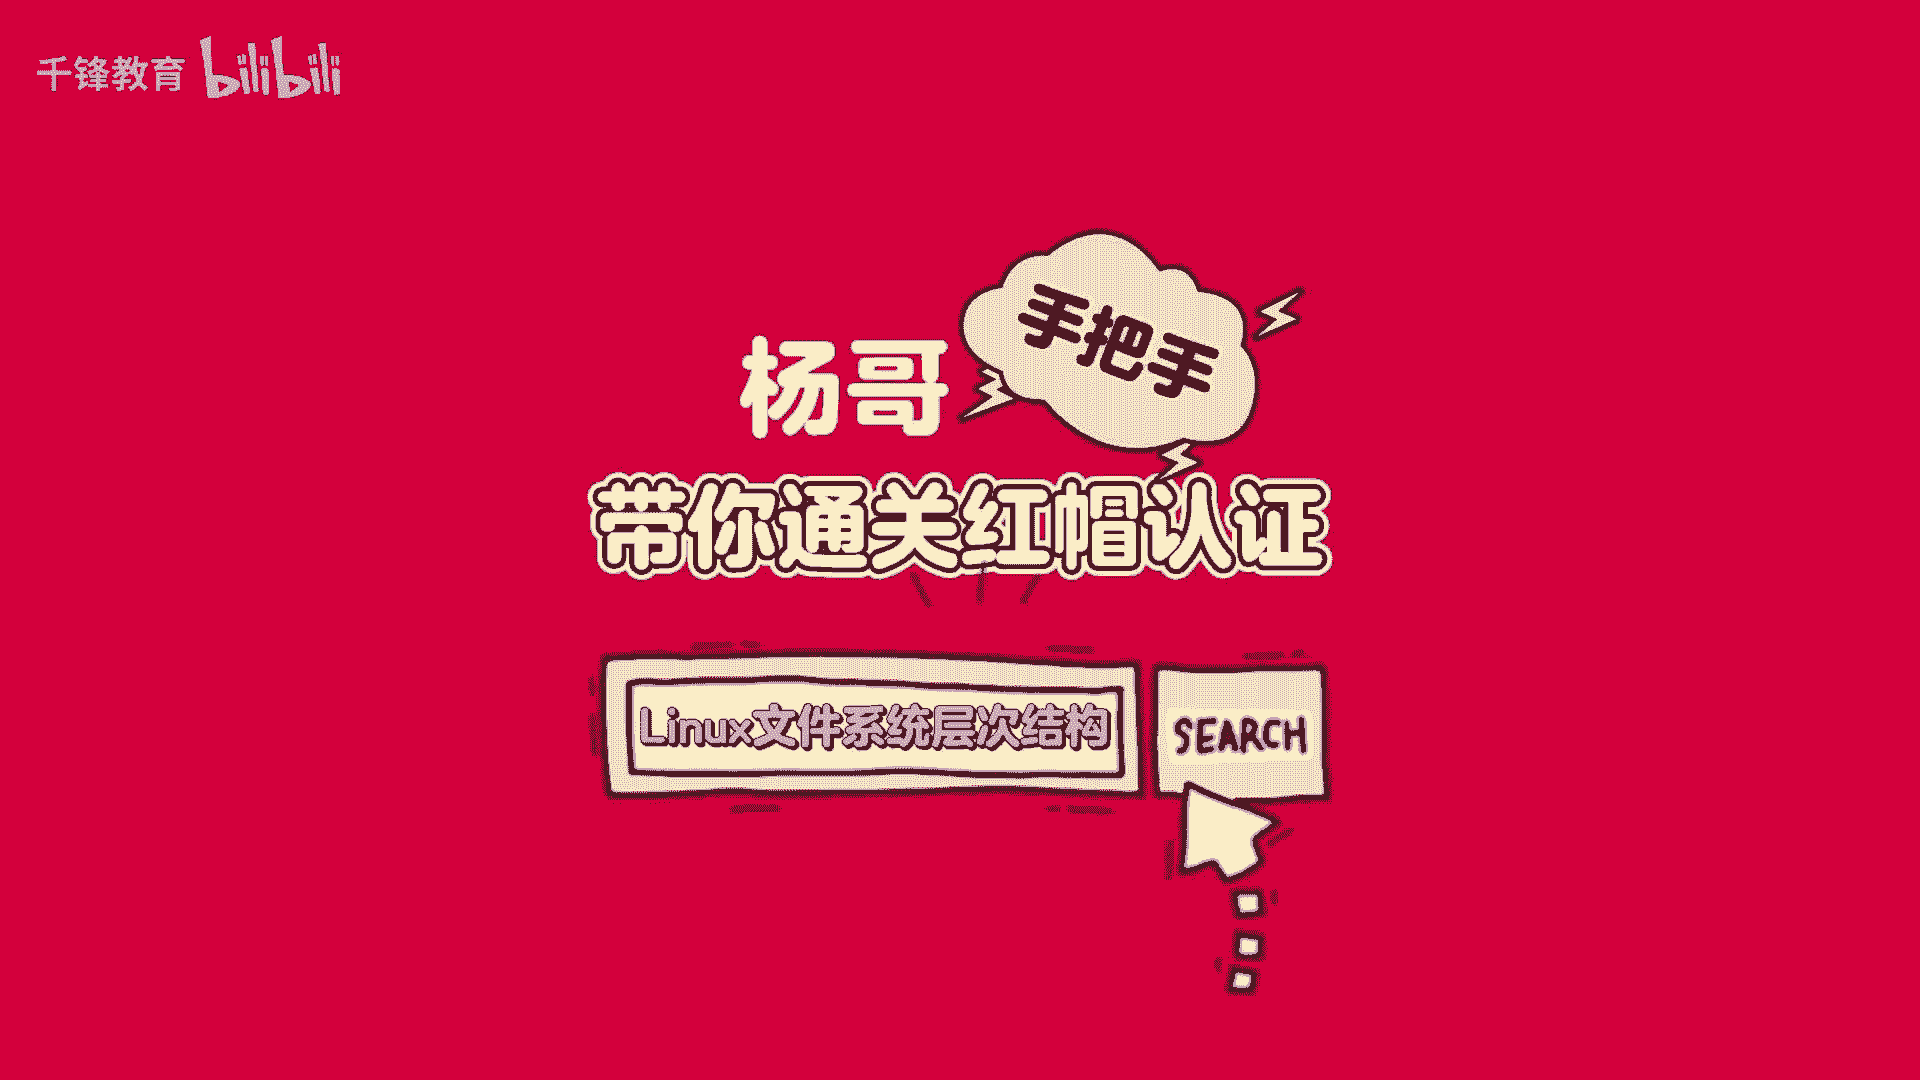 千锋教育 bilibili
手把手
杨哥
带你通关红帽认证
Linux文件系统层次结构
SEARCH